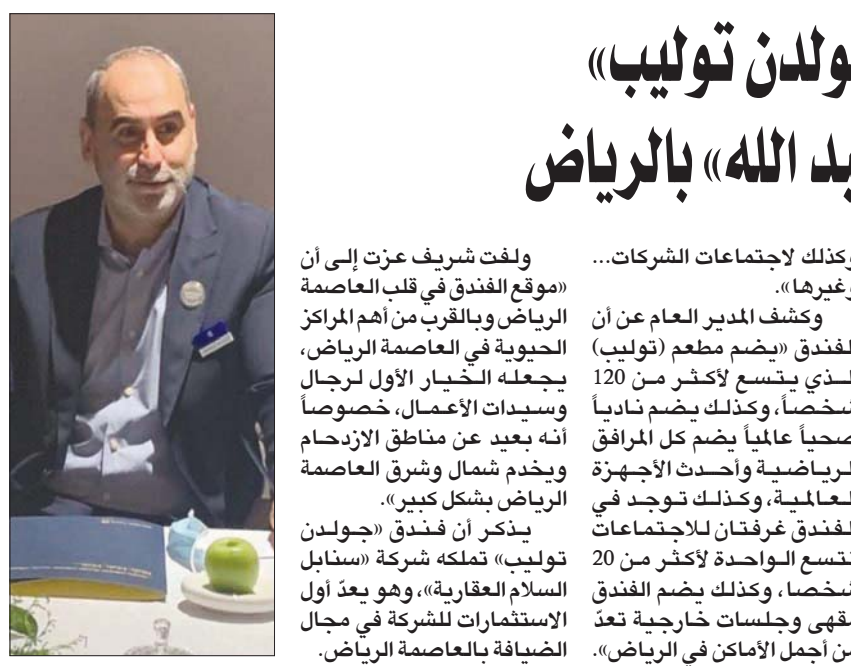 ولدن توليب»
بد الله» بالرياض
وكذلك لاجتماعات الشركات...
وغيرها».
وكشف المدير العام عن أن
لفندق «يضم مطعم (توليب)
لـذي يتسع لأكثر من 120
شخصاً، وكذلك يضم نادياً
صحياً عالمياً يضم كل المرافق
لرياضية وأحدث الأجهزة
لعالمية، وكذلك توجد في
لفندق غرفتان للاجتماعات
تتسع الواحدة لأكثر من 20
شخصا، وكذلك يضم الفندق
مقهى وجلسات خارجية تعدّ
من أجمل الأماكن في الرياض».
ولفت شريف عزت إلى أن
«موقع الفندق في قلب العاصمة
الرياض وبالقرب من أهم المراكز
الحيوية في العاصمة الرياض،
يجعله الخيار الأول لرجال
وسيدات الأعمال، خصوصاً
أنه بعيد عن مناطق الازدحام
ويخدم شمال وشرق العاصمة
الرياض بشكل كبير».
يذكر أن فندق «جولدن
توليب» تملكه شركة «سنابل
السلام العقارية»، وهو يعدّ أول
الاستثمارات للشركة في مجال
الضيافة بالعاصمة الرياض.